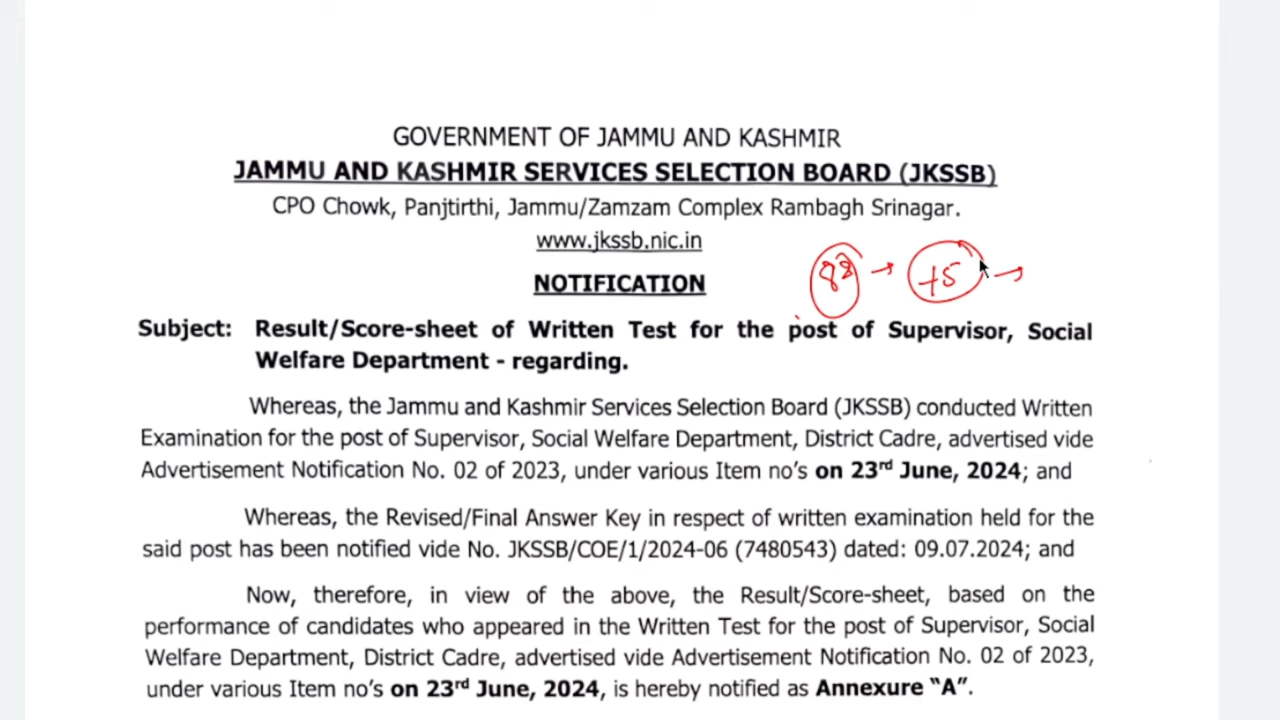 GOVERNMENT OF JAMMU AND KASHMIR
JAMMU AND KASHMIR SERVICES SELECTION BOARD (JKSSB)
CPO Chowk, Panjtirthi, Jammu/Zamzam Complex Rambagh Srinagar.
www.jkssb.nic.in
NOTIFICATION
+5
Subject: Result/Score-sheet of Written Test for the post of Supervisor, Social
Welfare Department - regarding.
Whereas, the Jammu and Kashmir Services Selection Board (JKSSB) conducted Written
Examination for the post of Supervisor, Social Welfare Department, District Cadre, advertised vide
Advertisement Notification No. 02 of 2023, under various Item no's on 23rd June, 2024; and
Whereas, the Revised/Final Answer Key in respect of written examination held for the
said post has been notified vide No. JKSSB/COE/1/2024-06 (7480543) dated: 09.07.2024; and
Now, therefore, in view of the above, the Result/Score-sheet, based on the
performance of candidates who appeared in the Written Test for the post of Supervisor, Social
Welfare Department, District Cadre, advertised vide Advertisement Notification No. 02 of 2023,
under various Item no's on 23rd June, 2024, is hereby notified as Annexure "A".